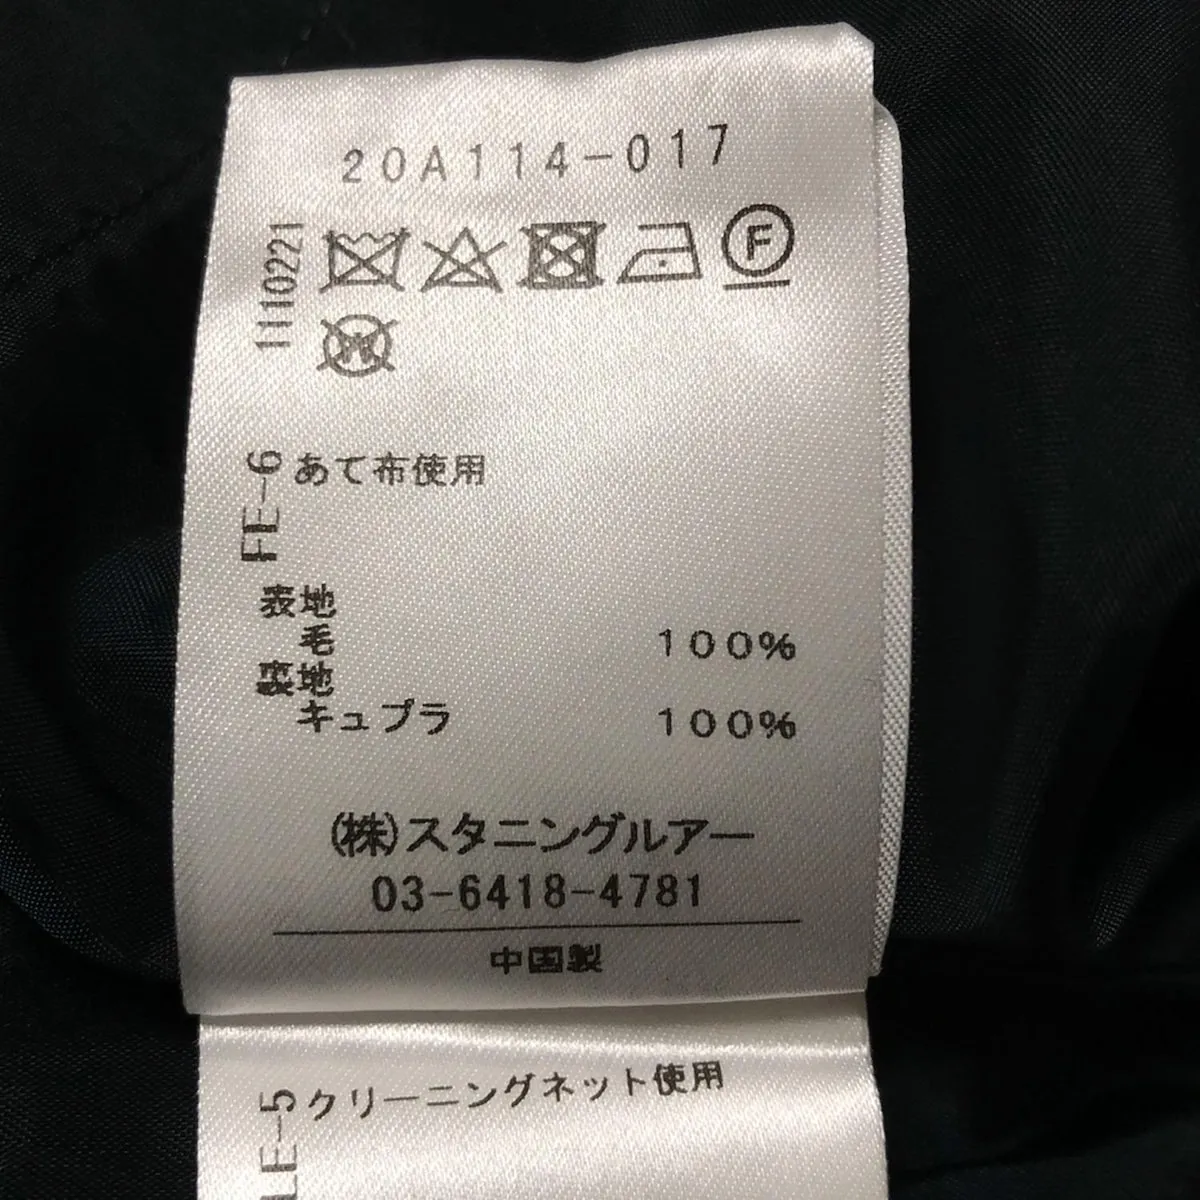 20A114-017
1110221
F
W
FE-6
あて布使用
表地
毛 100%
裏地
キュプラ 100%
(株)スタニングルアー
03-6418-4781
中国製
LE-5
クリーニングネット使用